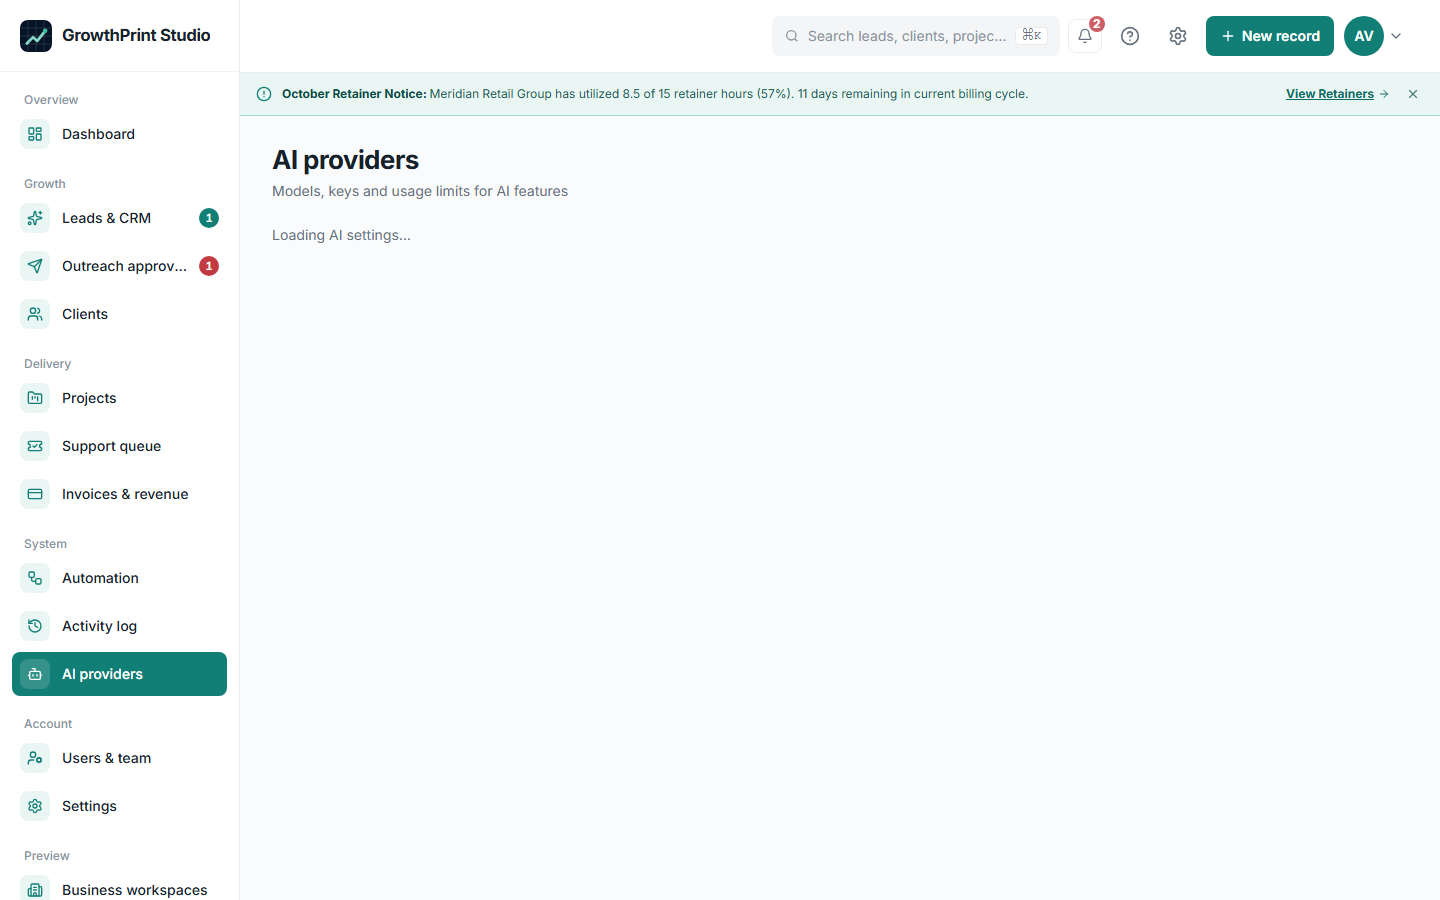 GrowthPrint Studio
Search leads, clients, projec...
⌘K
2
New record
AV
October Retainer Notice: Meridian Retail Group has utilized 8.5 of 15 retainer hours (57%). 11 days remaining in current billing cycle.
View Retainers
Overview
Dashboard
Growth
Leads & CRM
1
Outreach approv...
1
Clients
Delivery
Projects
Support queue
Invoices & revenue
System
Automation
Activity log
AI providers
Account
Users & team
Settings
Preview
Business workspaces
AI providers
Models, keys and usage limits for AI features
Loading AI settings...